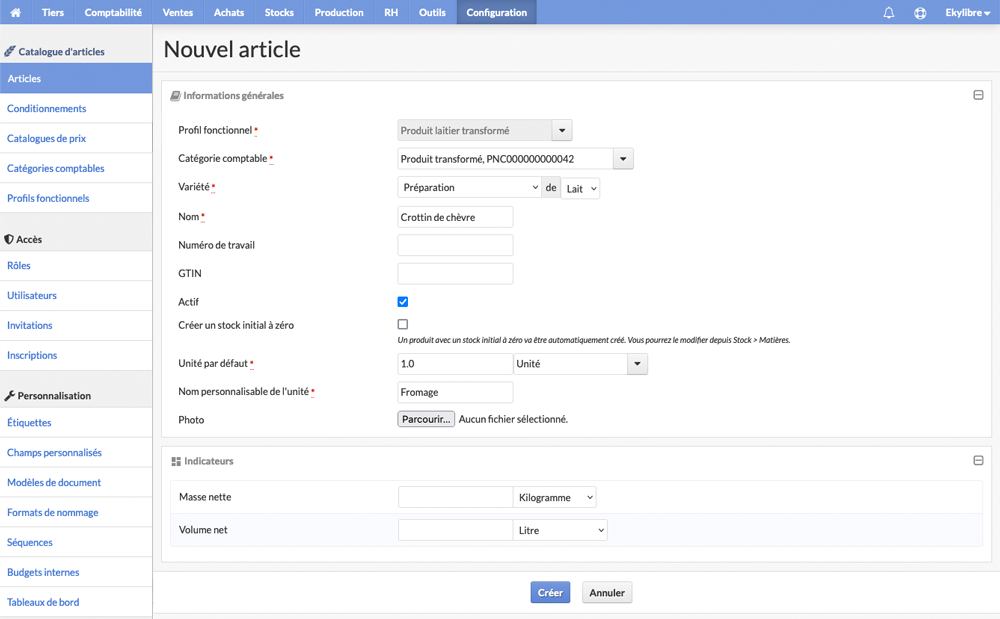 Tiers Comptabilité Ventes Achats Stocks Production RH Outils Configuration Ekylibre
Catalogue d'articles
Articles
Conditionnements
Catalogues de prix
Catégories comptables
Profils fonctionnels
Accès
Rôles
Utilisateurs
Invitations
Inscriptions
Personnalisation
Étiquettes
Champs personnalisés
Modèles de document
Formats de nommage
Séquences
Budgets internes
Tableaux de bord
Nouvel article
Informations générales
Profil fonctionnel * Produit laitier transformé
Catégorie comptable * Produit transformé, PNC000000000042
Variété * Préparation de Lait
Nom * Crottin de chèvre
Numéro de travail
GTIN
Actif
Créer un stock initial à zéro
Un produit avec un stock initial à zéro va être automatiquement créé. Vous pourrez le modifier depuis Stock > Matières.
Unité par défaut * 1.0 Unité
Nom personnalisable de l'unité * Fromage
Photo Parcourir... Aucun fichier sélectionné.
Indicateurs
Masse nette Kilogramme
Volume net Litre
Créer Annuler